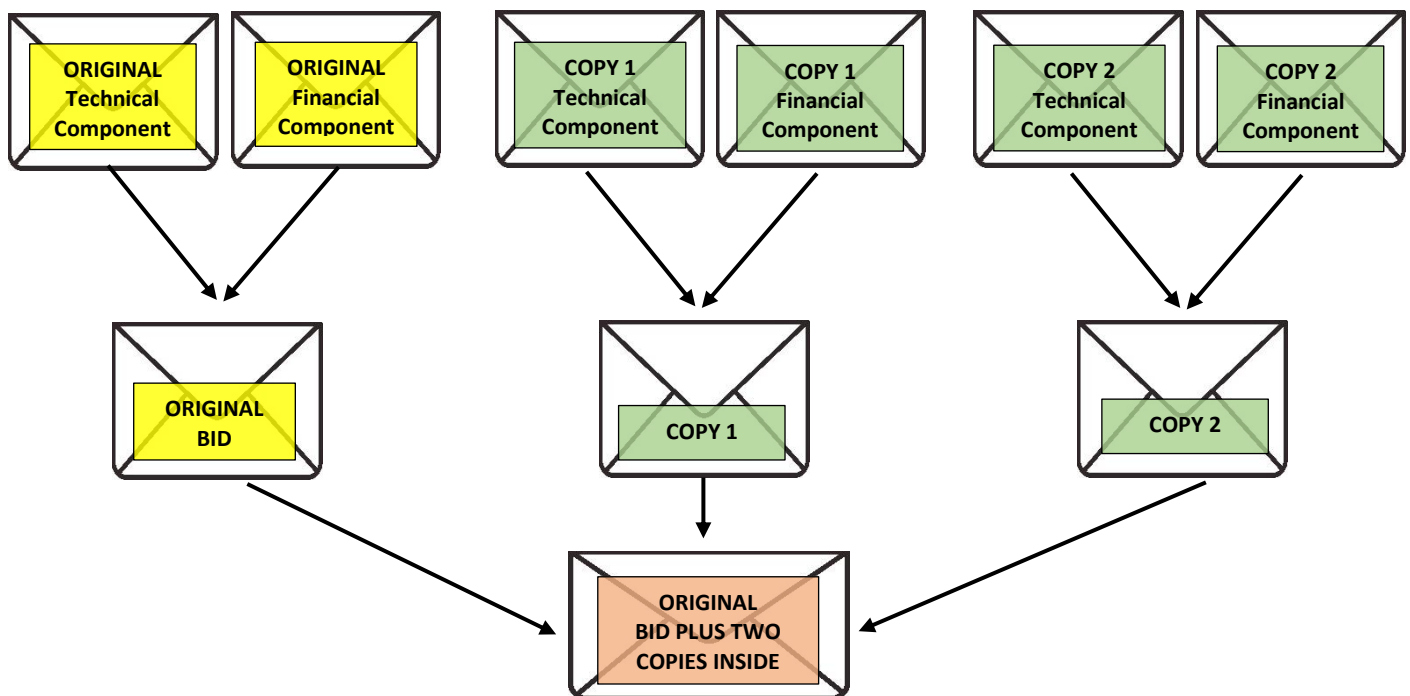 ORIGINAL
Technical
Component
ORIGINAL
Financial
Component
COPY 1
Technical
Component
COPY 1
Financial
Component
COPY 2
Technical
Component
COPY 2
Financial
Component
ORIGINAL
BID
COPY 1
COPY 2
ORIGINAL
BID PLUS TWO
COPIES INSIDE